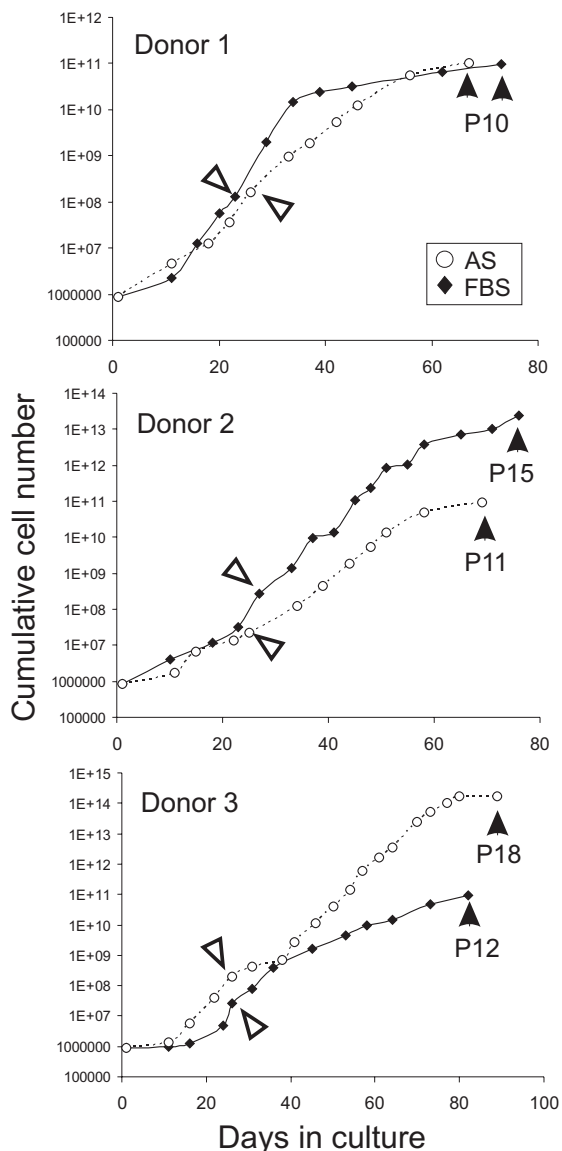 Donor 1
1E+12
1E+11
1E+10
1E+09
1E+08
1E+07
1000000
100000
0 20 40 60 80
P10
AS
FBS
Donor 2
1E+14
1E+13
1E+12
1E+11
1E+10
1E+09
1E+08
1E+07
1000000
100000
0 20 40 60 80
P15
P11
Cumulative cell number
Donor 3
1E+15
1E+14
1E+13
1E+12
1E+11
1E+10
1E+09
1E+08
1E+07
1000000
100000
0 20 40 60 80 100
P18
P12
Days in culture